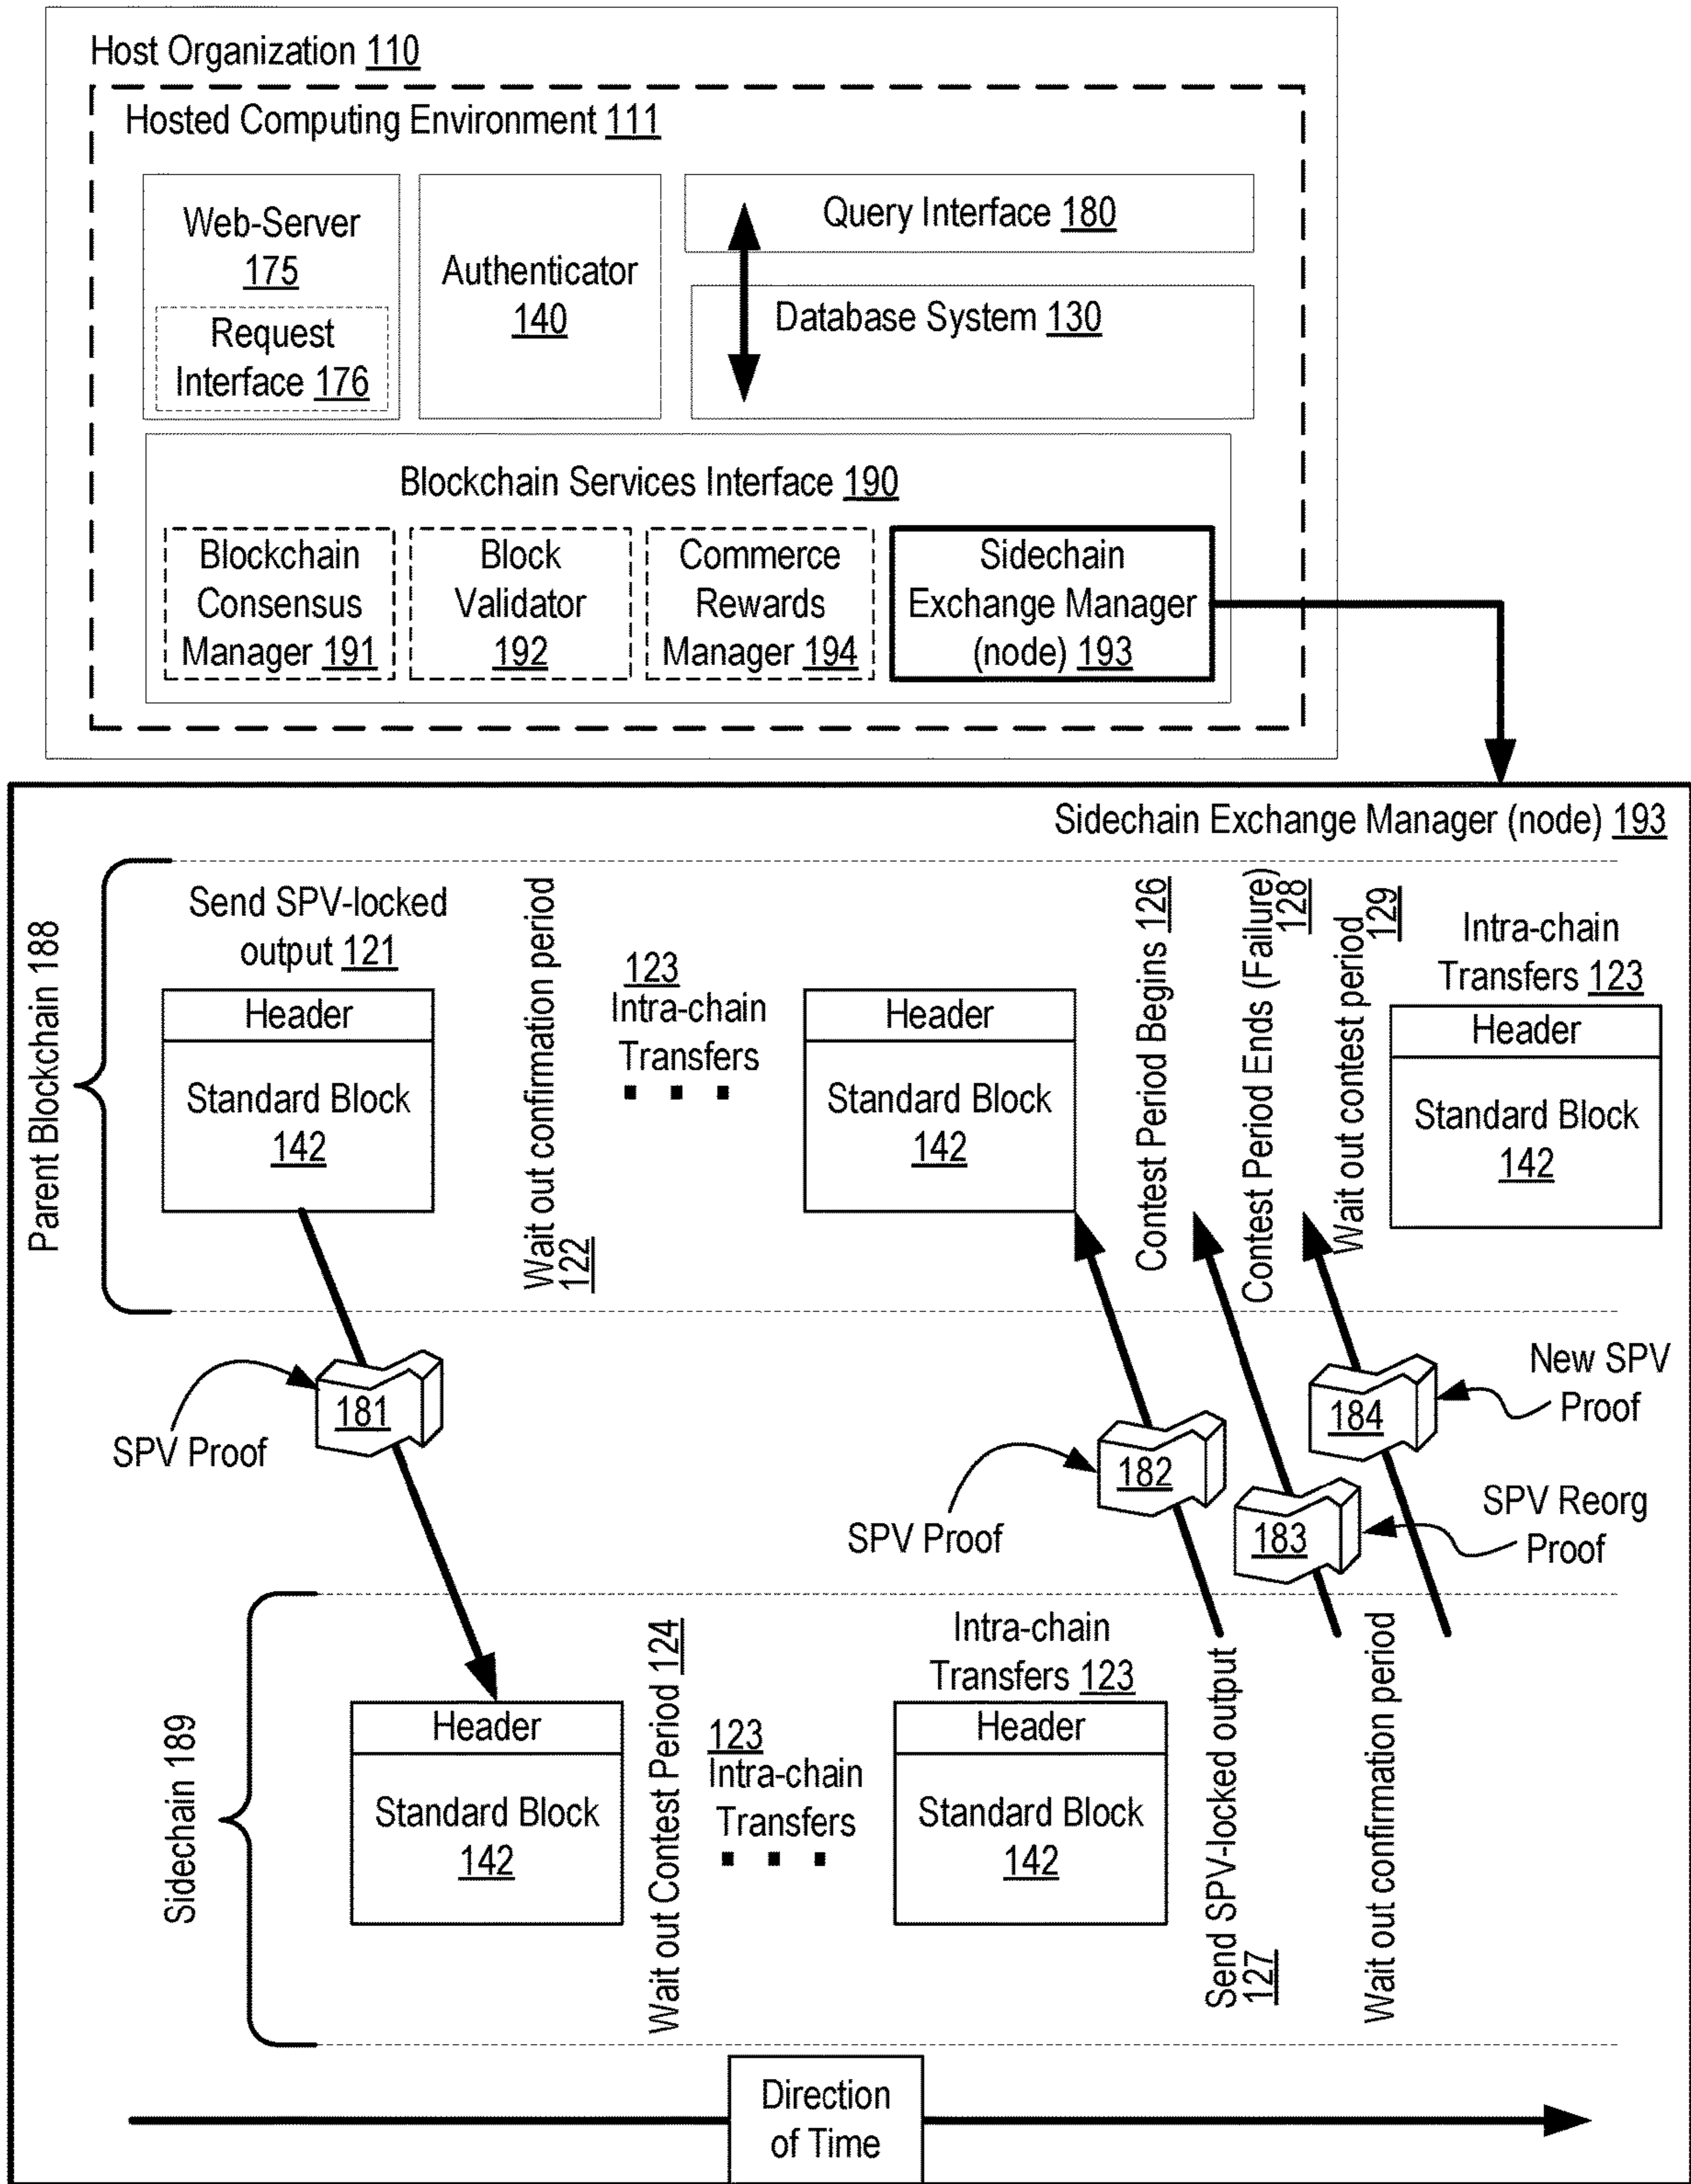 Host Organization 110
Hosted Computing Environment 111
Web-Server
175
Request
Interface 176
Authenticator
140
Query Interface 180
Database System 130
Blockchain Services Interface 190
Blockchain
Consensus
Manager 191
Block
Validator
192
Commerce
Rewards
Manager 194
Sidechain
Exchange Manager
(node) 193
Sidechain Exchange Manager (node) 193
Parent Blockchain 188
Send SPV-locked
output 121
Header
Standard Block
142
Wait out confirmation period
122
123
Intra-chain
Transfers
Header
Standard Block
142
Contest Period Begins 126
Contest Period Ends (Failure)
128
Wait out contest period
129
Intra-chain
Transfers 123
Header
Standard Block
142
SPV Proof
181
SPV Proof
182
183
SPV Reorg
Proof
184
New SPV
Proof
Sidechain 189
Header
Standard Block
142
Wait out Contest Period 124
123
Intra-chain
Transfers
Intra-chain
Transfers 123
Header
Standard Block
142
Send SPV-locked output
127
Wait out confirmation period
Direction
of Time